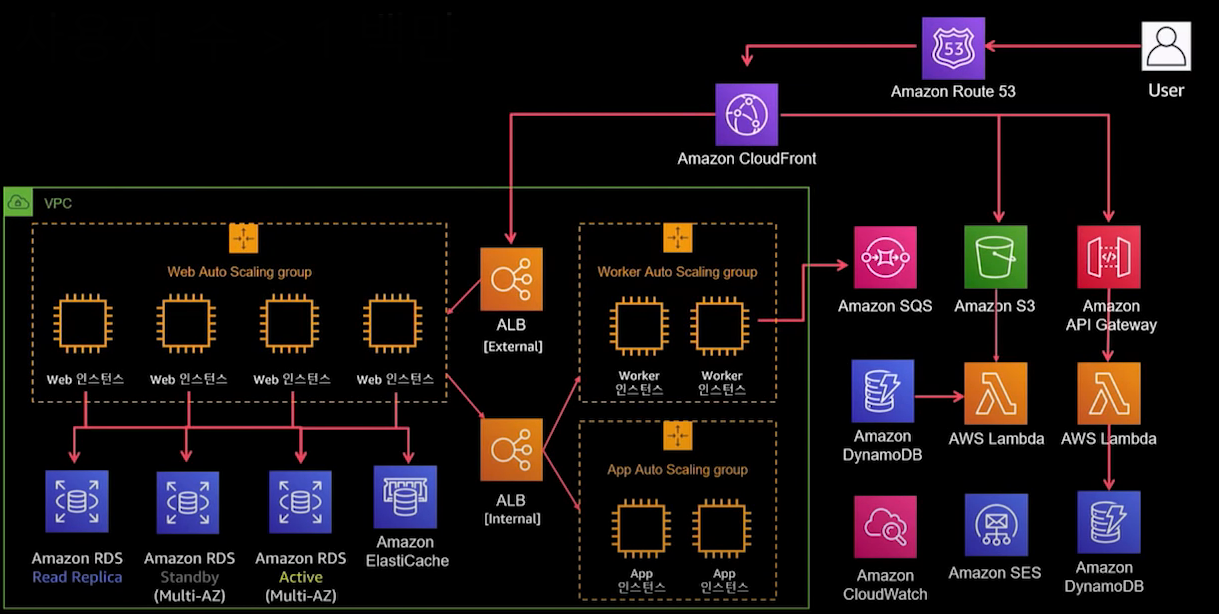 53
Amazon Route 53
User
Amazon CloudFront
VPC
Web Auto Scaling group
Web 인스턴스
Web 인스턴스
Web 인스턴스
Web 인스턴스
ALB
[External]
Worker Auto Scaling group
Worker
인스턴스
Worker
인스턴스
Amazon SQS
Amazon S3
</>
Amazon
API Gateway
ALB
[Internal]
App Auto Scaling group
App
인스턴스
App
인스턴스
Amazon
DynamoDB
AWS Lambda
AWS Lambda
Amazon RDS
Read Replica
Amazon RDS
Standby
(Multi-AZ)
Amazon RDS
Active
(Multi-AZ)
Amazon
ElastiCache
Amazon
CloudWatch
Amazon SES
Amazon
DynamoDB